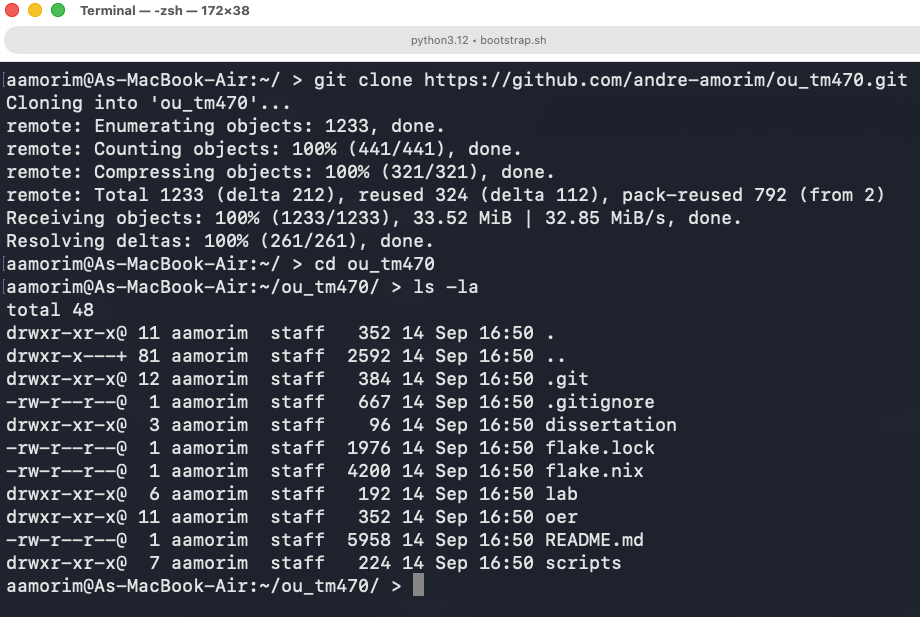 Terminal — -zsh — 172×38
python3.12 • bootstrap.sh
[aamorim@As-MacBook-Air:~/ > git clone https://github.com/andre-amorim/ou_tm470.git
Cloning into 'ou_tm470'...
remote: Enumerating objects: 1233, done.
remote: Counting objects: 100% (441/441), done.
remote: Compressing objects: 100% (321/321), done.
remote: Total 1233 (delta 212), reused 324 (delta 112), pack-reused 792 (from 2)
Receiving objects: 100% (1233/1233), 33.52 MiB | 32.85 MiB/s, done.
Resolving deltas: 100% (261/261), done.
[aamorim@As-MacBook-Air:~/ > cd ou_tm470
[aamorim@As-MacBook-Air:~/ou_tm470/ > ls -la
total 48
drwxr-xr-x@ 11 aamorim  staff   352 14 Sep 16:50 .
drwxr-x---+ 81 aamorim  staff  2592 14 Sep 16:50 ..
drwxr-xr-x@ 12 aamorim  staff   384 14 Sep 16:50 .git
-rw-r--r--@  1 aamorim  staff   667 14 Sep 16:50 .gitignore
drwxr-xr-x@  3 aamorim  staff    96 14 Sep 16:50 dissertation
-rw-r--r--@  1 aamorim  staff  1976 14 Sep 16:50 flake.lock
-rw-r--r--@  1 aamorim  staff  4200 14 Sep 16:50 flake.nix
drwxr-xr-x@  6 aamorim  staff   192 14 Sep 16:50 lab
drwxr-xr-x@ 11 aamorim  staff   352 14 Sep 16:50 oer
-rw-r--r--@  1 aamorim  staff  5958 14 Sep 16:50 README.md
drwxr-xr-x@  7 aamorim  staff   224 14 Sep 16:50 scripts
aamorim@As-MacBook-Air:~/ou_tm470/ >